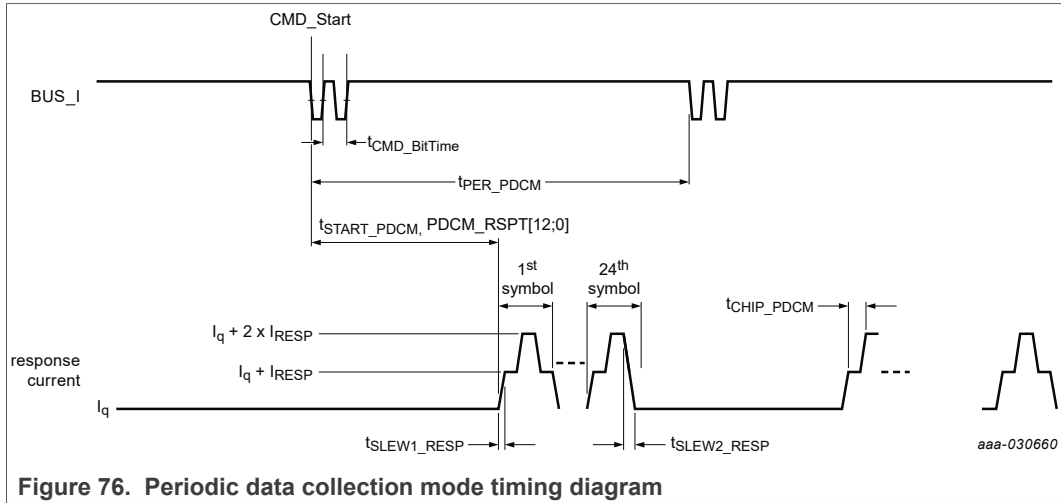 CMD_Start
BUS_I
tCMD_BitTime
tPER_PDCM
tSTART_PDCM, PDCM_RSPT[12;0]
1st symbol
24th symbol
tCHIP_PDCM
Iq + 2 x IRESP
response current
Iq + IRESP
Iq
tSLEW1_RESP
tSLEW2_RESP
aaa-030660
Figure 76. Periodic data collection mode timing diagram